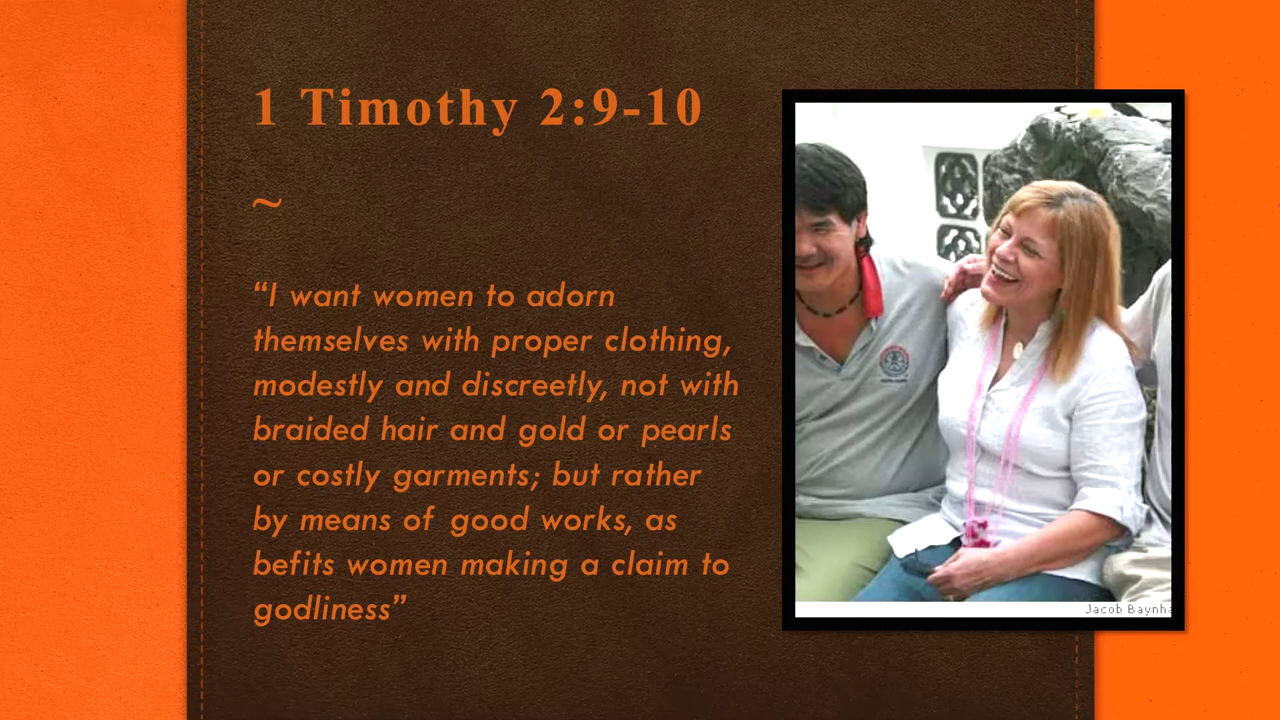 1 Timothy 2:9-10
~
“I want women to adorn
themselves with proper clothing,
modestly and discreetly, not with
braided hair and gold or pearls
or costly garments; but rather
by means of good works, as
befits women making a claim to
godliness”
Jacob Baynha